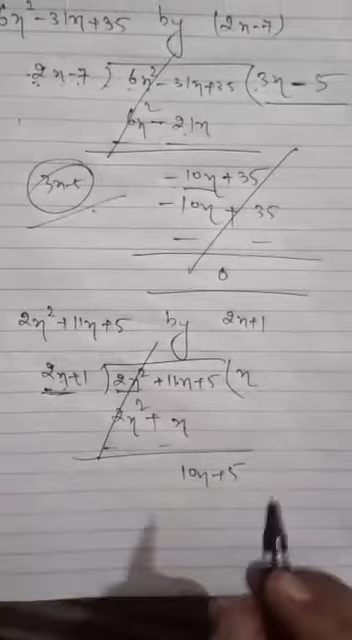 6x² - 31x + 35 by (2x - 7)
2x - 7 ) 6x² - 31x + 35 ( 3x - 5
6x² - 21x
- -
3x-5
- 10x + 35
- 10x + 35
- -
0
2x² + 11x + 5 by 2x + 1
2x + 1 ) 2x² + 11x + 5 ( x
2x² + x
- -
10x + 5